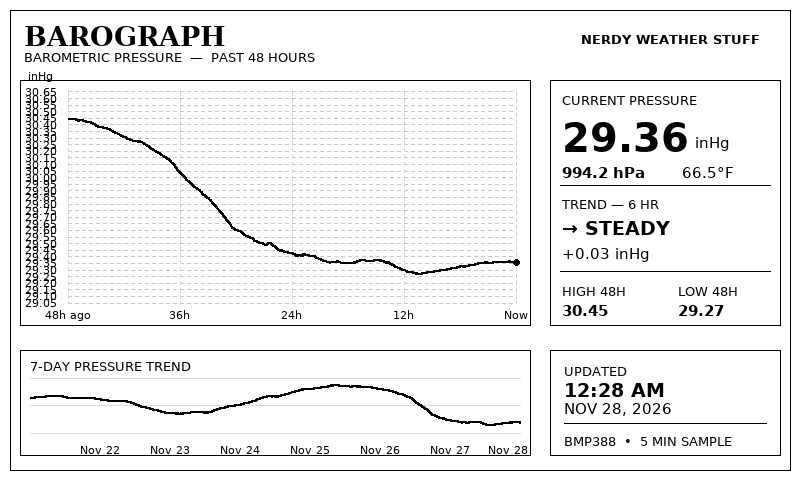 BAROGRAPH
BAROMETRIC PRESSURE — PAST 48 HOURS
NERDY WEATHER STUFF
inHg
30.65
30.60
30.55
30.50
30.45
30.40
30.35
30.30
30.25
30.20
30.15
30.10
30.05
30.00
29.95
29.90
29.85
29.80
29.75
29.70
29.65
29.60
29.55
29.50
29.45
29.40
29.35
29.30
29.25
29.20
29.15
29.10
29.05
48h ago 36h 24h 12h Now
CURRENT PRESSURE
29.36 inHg
994.2 hPa 66.5°F
TREND — 6 HR
→ STEADY
+0.03 inHg
HIGH 48H LOW 48H
30.45 29.27
7-DAY PRESSURE TREND
Nov 22 Nov 23 Nov 24 Nov 25 Nov 26 Nov 27 Nov 28
UPDATED
12:28 AM
NOV 28, 2026
BMP388 • 5 MIN SAMPLE